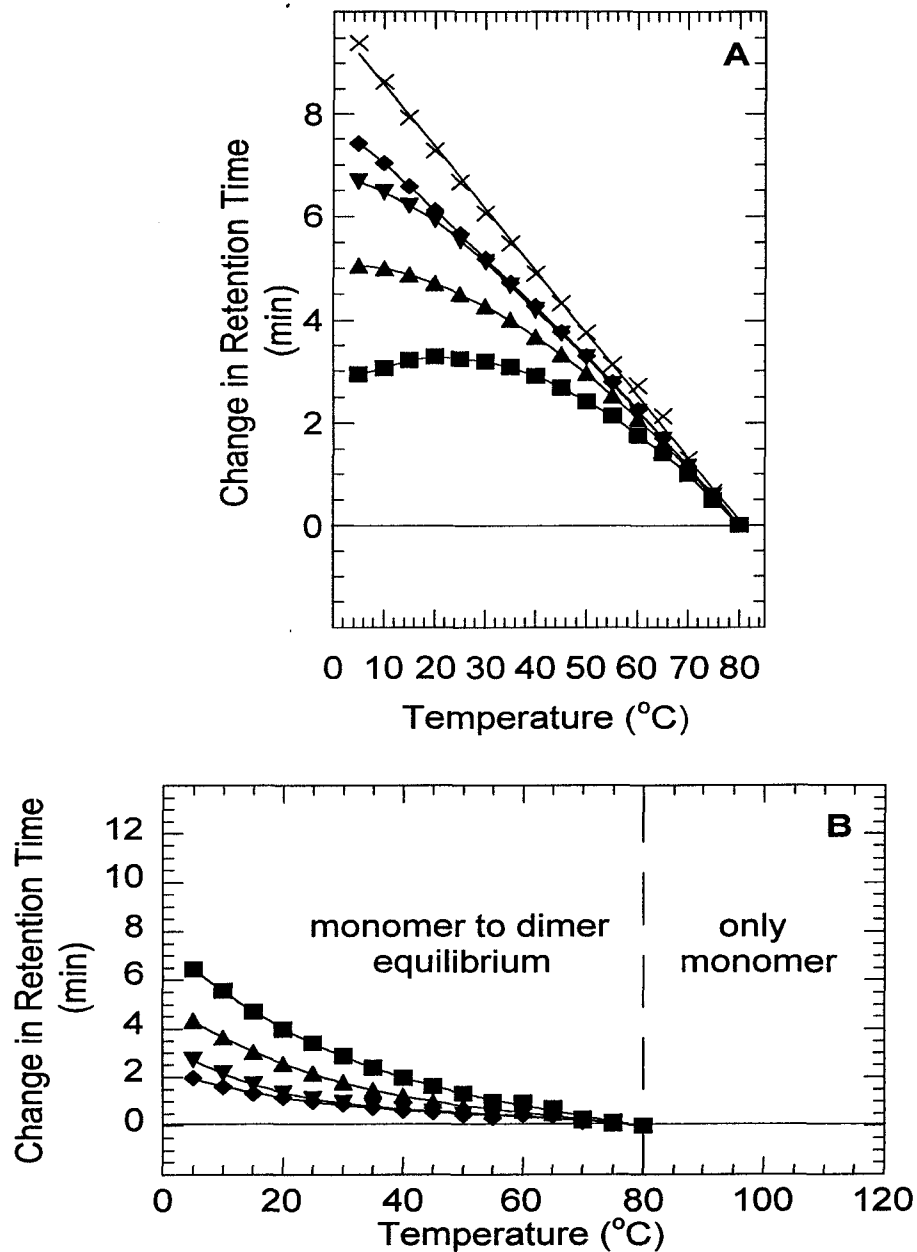 A
Change in Retention Time
(min)
8
6
4
2
0
0 10 20 30 40 50 60 70 80
Temperature (°C)
B
Change in Retention Time
(min)
12
10
8
6
4
2
0
monomer to dimer
equilibrium
only
monomer
0 20 40 60 80 100 120
Temperature (°C)